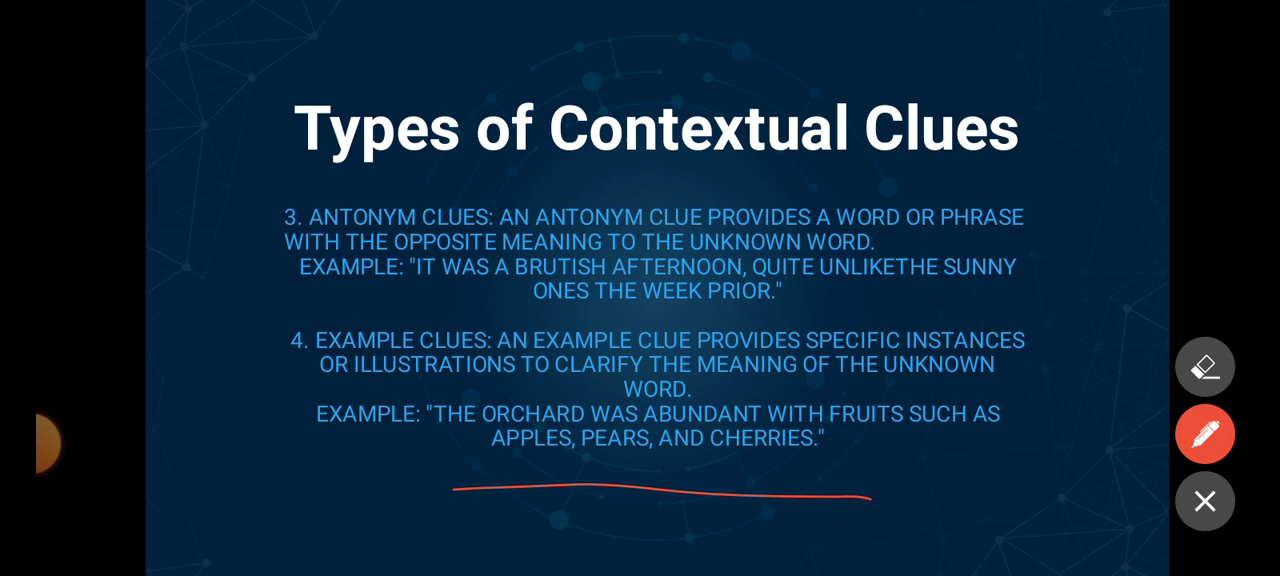 Types of Contextual Clues
3. ANTONYM CLUES: AN ANTONYM CLUE PROVIDES A WORD OR PHRASE
WITH THE OPPOSITE MEANING TO THE UNKNOWN WORD.
EXAMPLE: "IT WAS A BRUTISH AFTERNOON, QUITE UNLIKETHE SUNNY
ONES THE WEEK PRIOR."
4. EXAMPLE CLUES: AN EXAMPLE CLUE PROVIDES SPECIFIC INSTANCES
OR ILLUSTRATIONS TO CLARIFY THE MEANING OF THE UNKNOWN
WORD.
EXAMPLE: "THE ORCHARD WAS ABUNDANT WITH FRUITS SUCH AS
APPLES, PEARS, AND CHERRIES."